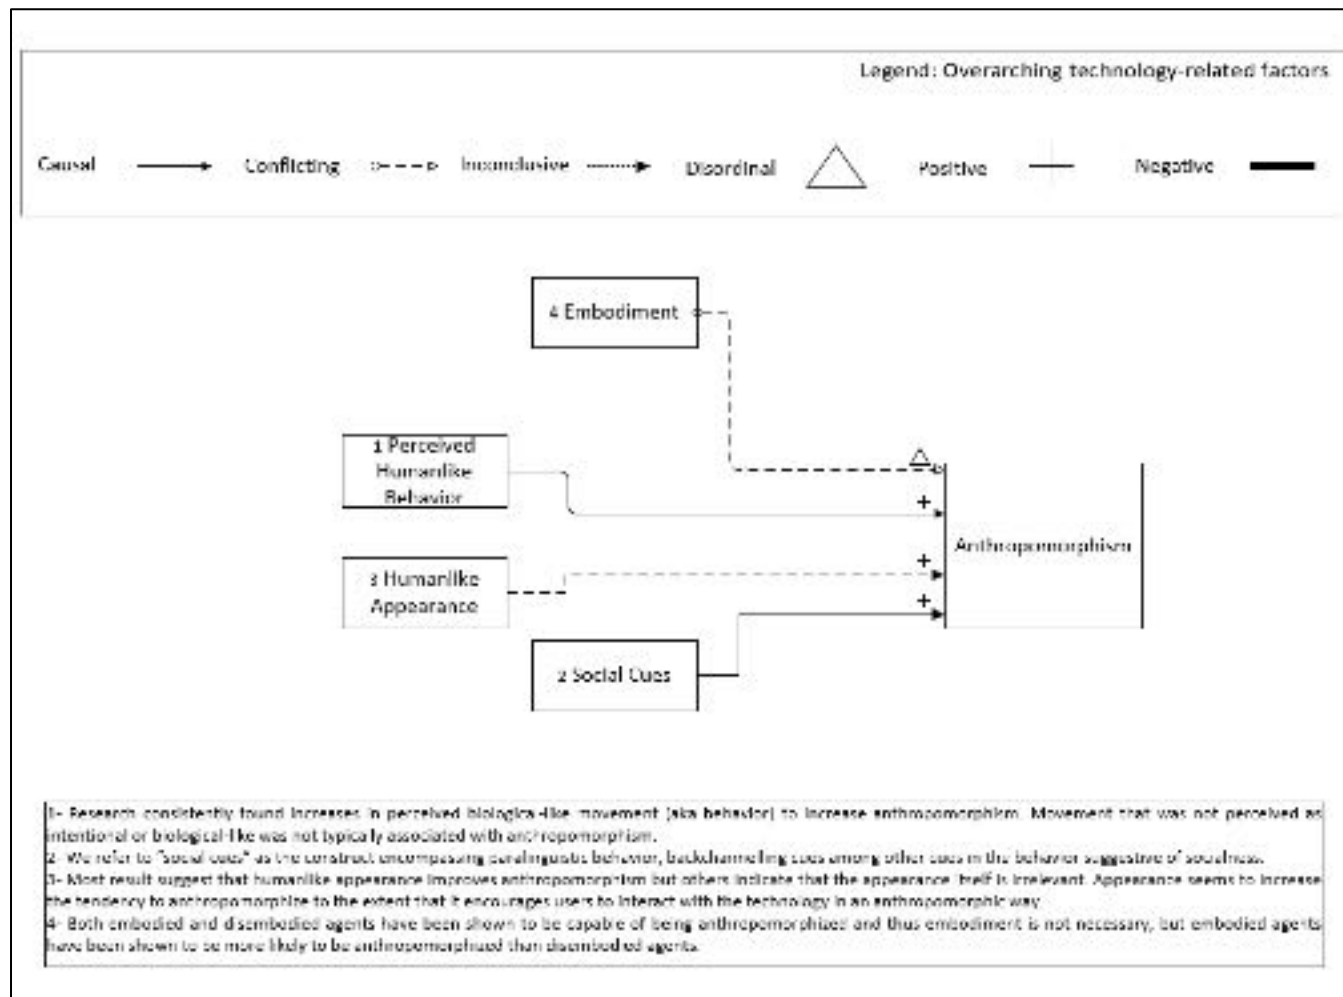 Legend: Overarching technology-related factors
Causal Conflicting Inconclusive Disordinal Positive Negative
4 Embodiment
1 Perceived
Humanlike
Behavior
+
Anthropomorphism
+
3 Humanlike
Appearance
+
2 Social Cues
1- Research consistently found increases in perceived biological-like movement (aka behavior) to increase anthropomorphism. Movement that was not perceived as
intentional or biological-like was not typically associated with anthropomorphism.
2- We refer to "social cues" as the construct encompassing paralinguistic behavior, backchannelling cues among other cues in the behavior suggestive of socialness.
3- Most result suggest that humanlike appearance improves anthropomorphism but others indicate that the appearance itself is irrelevant. Appearance seems to increase
the tendency to anthropomorphize to the extent that it encourages users to interact with the technology in an anthropomorphic way
4- Both embodied and disembodied agents have been shown to be capable of being anthropomorphized and thus embodiment is not necessary, but embodied agents
have been shown to be more likely to be anthropomorphized than disembodied agents.